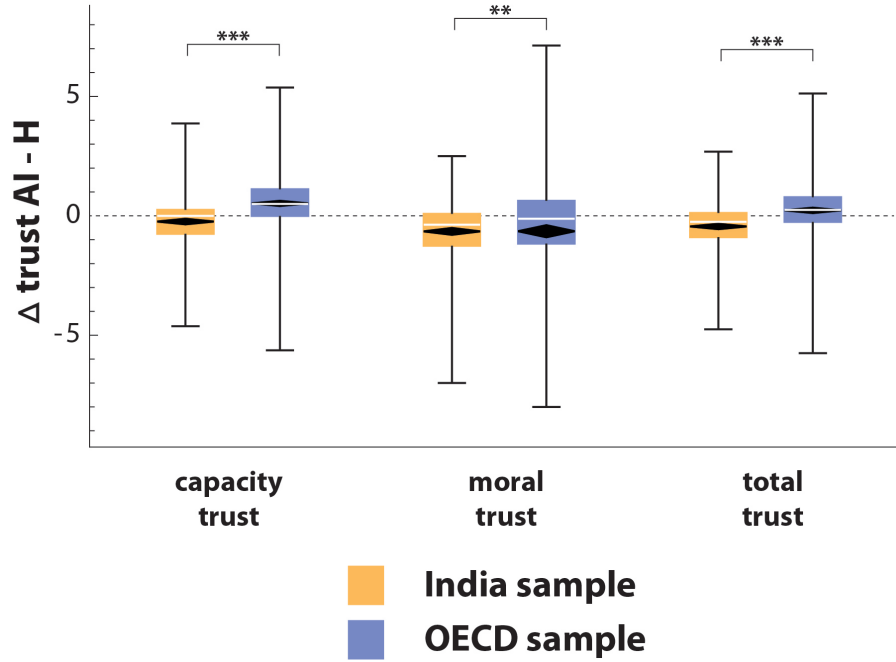 ***
**
***
Δ trust AI - H
5
0
-5
capacity
trust
moral
trust
total
trust
India sample
OECD sample